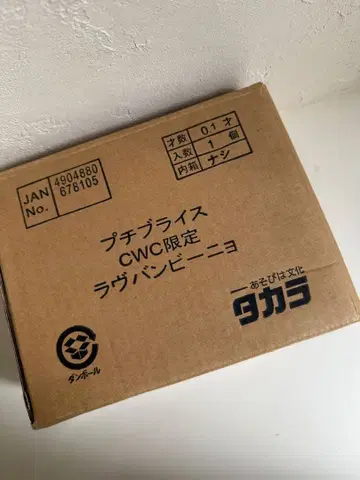 JAN No. 4904880 678105
才数 0.1 才
入数 1 個
内箱 ナシ
プチブライス
CWC限定
ラヴバンビーニョ
あそびは文化
タカラ
ダンボール